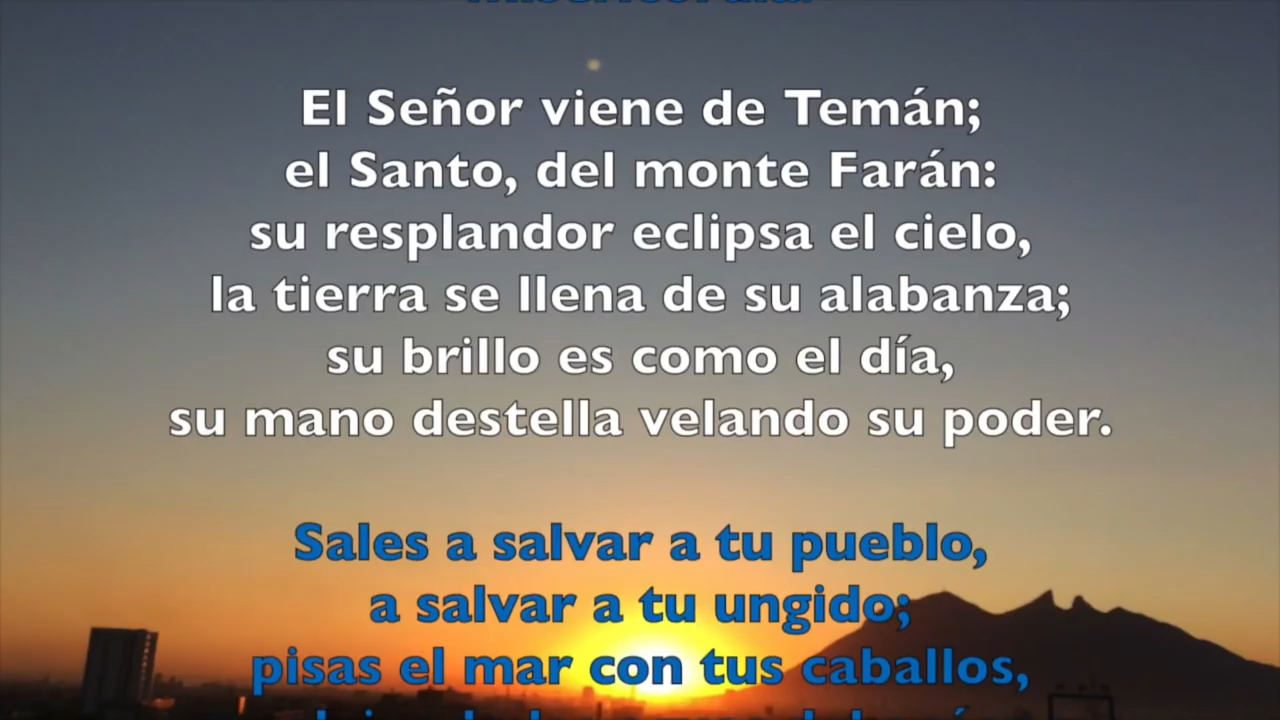 El Señor viene de Temán;
el Santo, del monte Farán:
su resplandor eclipsa el cielo,
la tierra se llena de su alabanza;
su brillo es como el día,
su mano destella velando su poder.
Sales a salvar a tu pueblo,
a salvar a tu ungido;
pisas el mar con tus caballos,